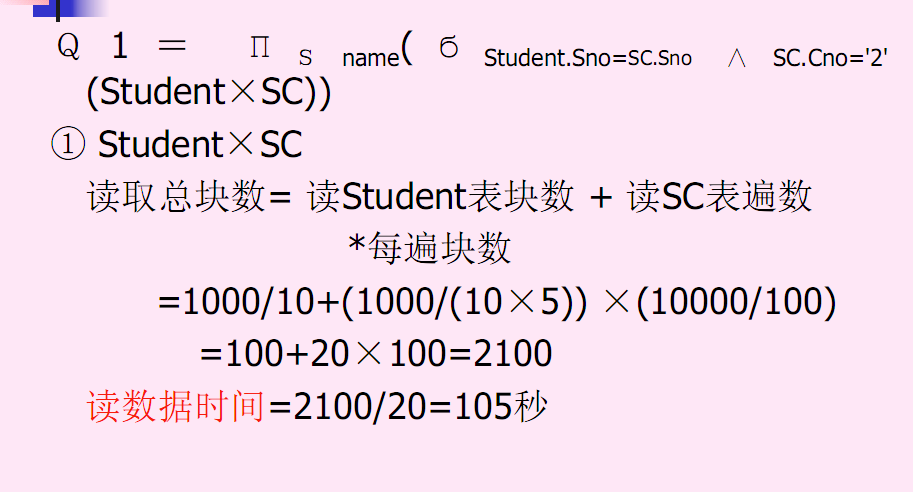 Q 1 = Π S name( б Student.Sno=SC.Sno ∧ SC.Cno='2'
(Student×SC))
① Student×SC
读取总块数= 读Student表块数 + 读SC表遍数
*每遍块数
=1000/10+(1000/(10×5)) ×(10000/100)
=100+20×100=2100
读数据时间=2100/20=105秒